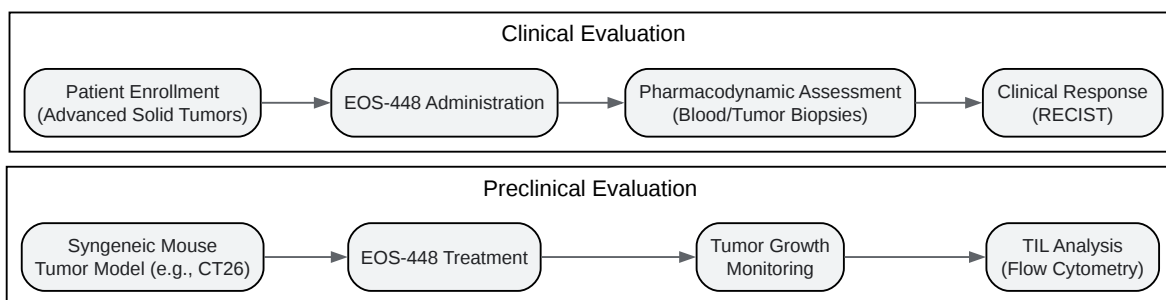 Clinical Evaluation
Patient Enrollment
(Advanced Solid Tumors)
EOS-448 Administration
Pharmacodynamic Assessment
(Blood/Tumor Biopsies)
Clinical Response
(RECIST)
Preclinical Evaluation
Syngeneic Mouse
Tumor Model (e.g., CT26)
EOS-448 Treatment
Tumor Growth
Monitoring
TIL Analysis
(Flow Cytometry)